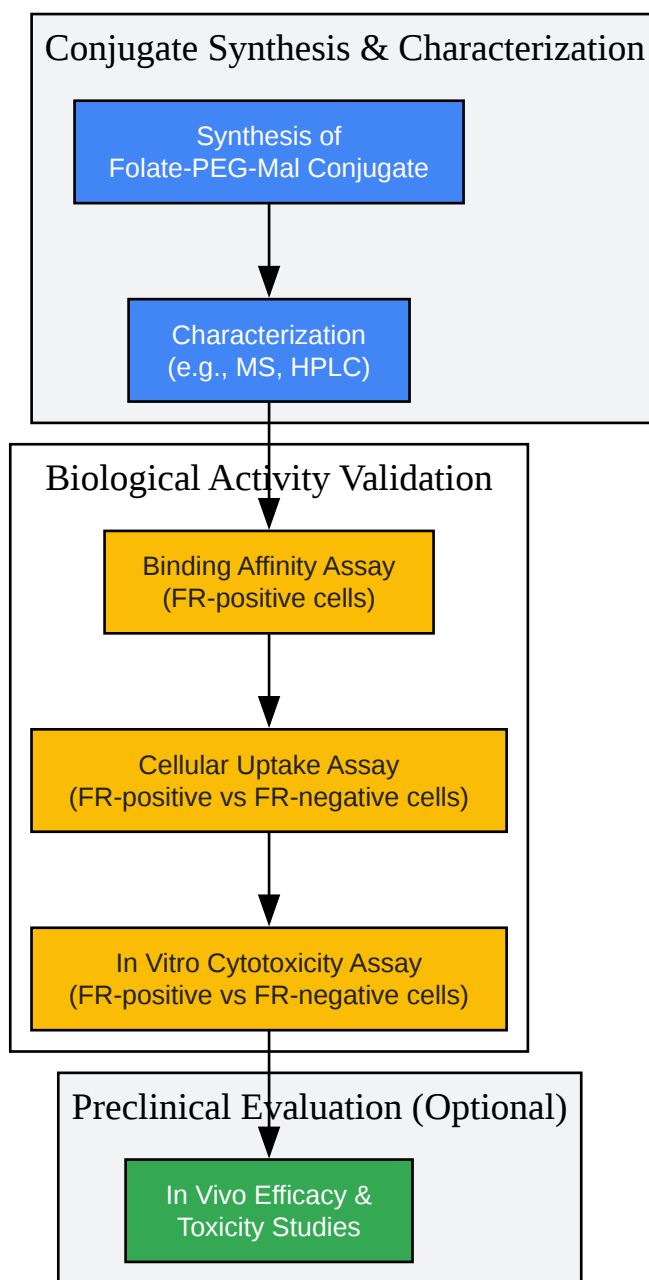 Conjugate Synthesis & Characterization
Synthesis of
Folate-PEG-Mal Conjugate
Characterization
(e.g., MS, HPLC)
Biological Activity Validation
Binding Affinity Assay
(FR-positive cells)
Cellular Uptake Assay
(FR-positive vs FR-negative cells)
In Vitro Cytotoxicity Assay
(FR-positive vs FR-negative cells)
Preclinical Evaluation (Optional)
In Vivo Efficacy &
Toxicity Studies